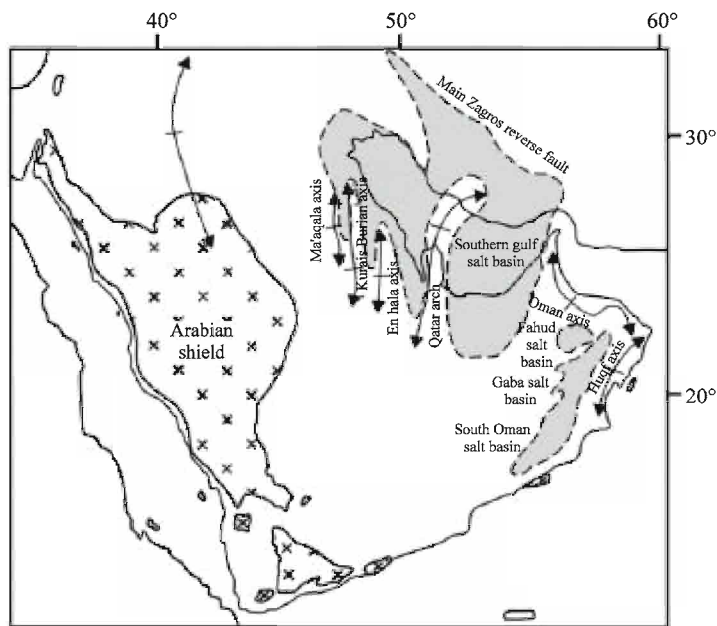 40°
50°
60°
Main Zagros reverse fault
30°
Ma'aqala axis
Kurais Burian axis
En hala axis
Qatar arch
Southern gulf
salt basin
Arabian
shield
Oman axis
Fahud
salt
basin
Huqf axis
Gaba salt
basin
20°
South Oman
salt basin